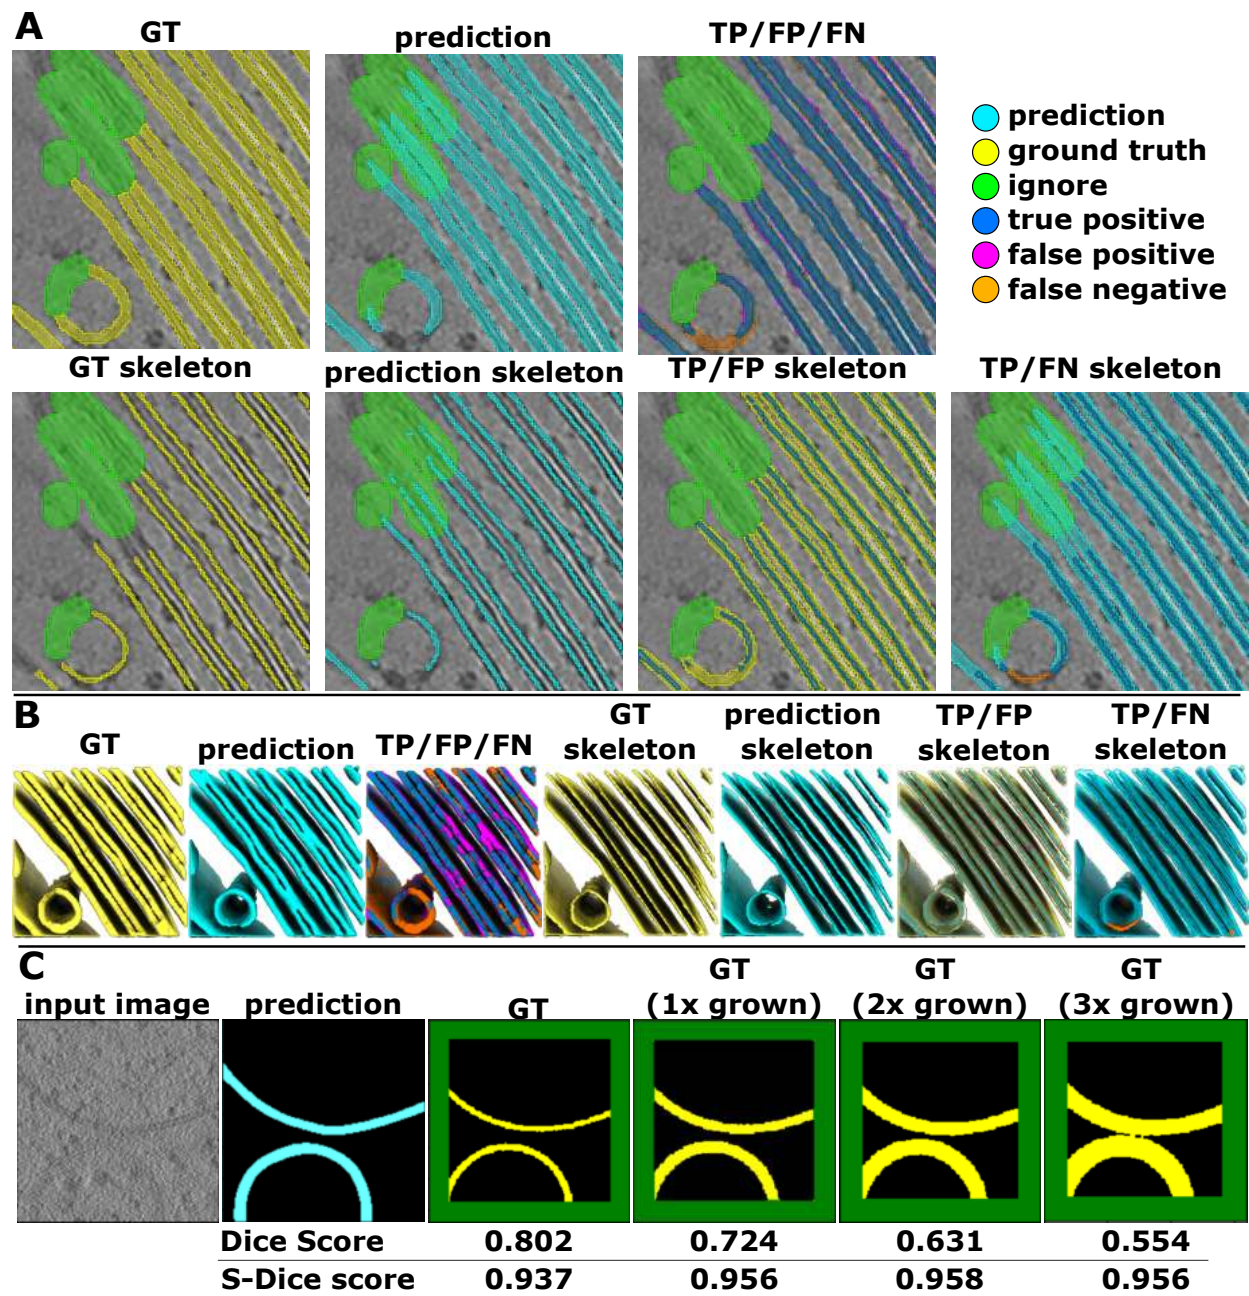 A
GT
prediction
TP/FP/FN
prediction
ground truth
ignore
true positive
false positive
false negative
GT skeleton
prediction skeleton
TP/FP skeleton
TP/FN skeleton
B
GT
prediction
TP/FP/FN
GT
skeleton
prediction
skeleton
TP/FP
skeleton
TP/FN
skeleton
C
input image
prediction
GT
GT
(1x grown)
GT
(2x grown)
GT
(3x grown)
Dice Score 0.802 0.724 0.631 0.554
S-Dice score 0.937 0.956 0.958 0.956